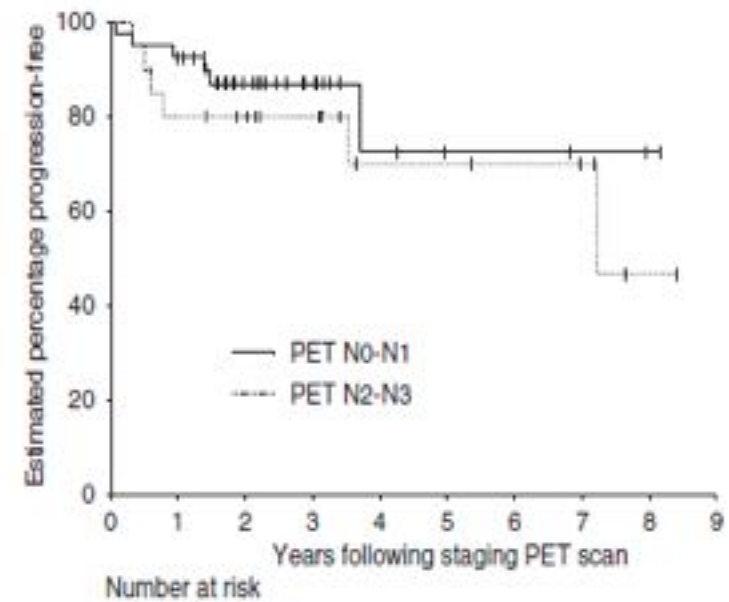 Estimated percentage progression-free
100
80
60
40
20
0
PET N0-N1
PET N2-N3
0 1 2 3 4 5 6 7 8 9
Years following staging PET scan
Number at risk